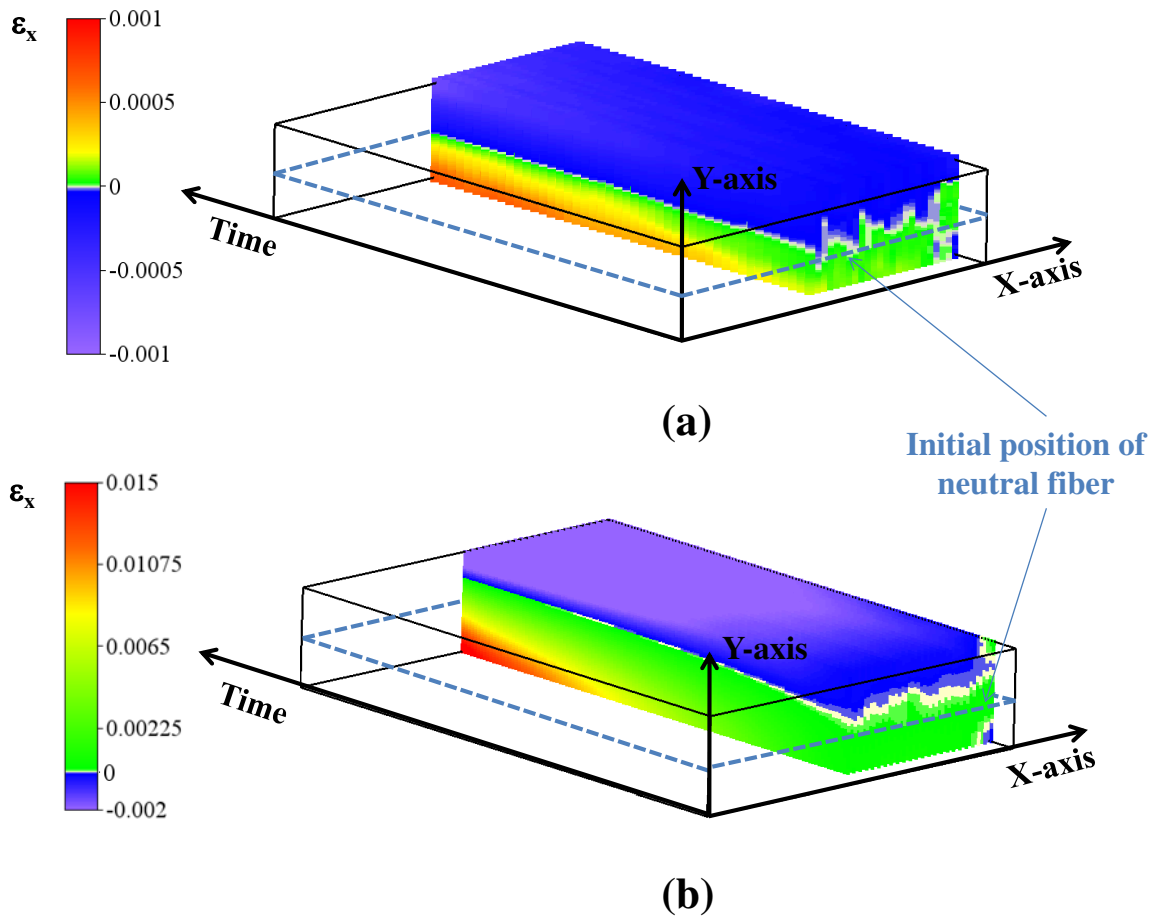 εx
0.001
0.0005
0
-0.0005
-0.001
Y-axis
Time
X-axis
(a)
Initial position of
neutral fiber
εx
0.015
0.01075
0.0065
0.00225
0
-0.002
Y-axis
Time
X-axis
(b)